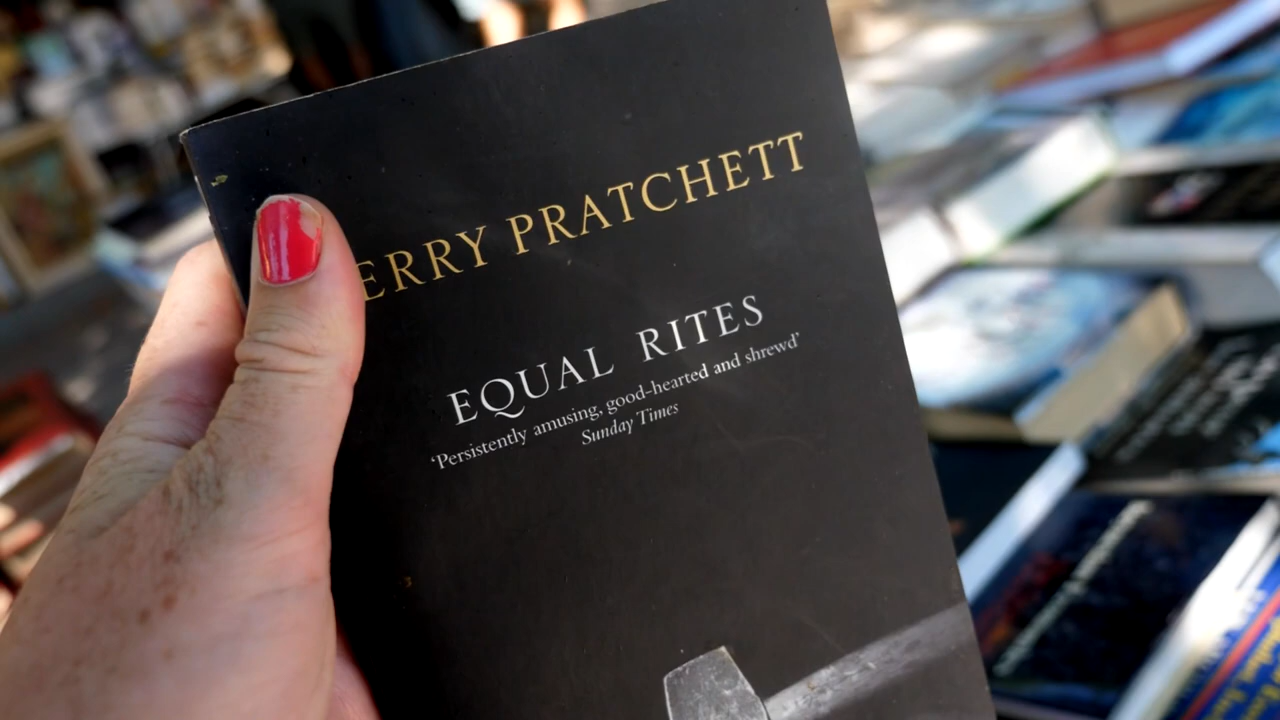 ERRY PRATCHETT
EQUAL RITES
‘Persistently amusing, good-hearted and shrewd’
Sunday Times